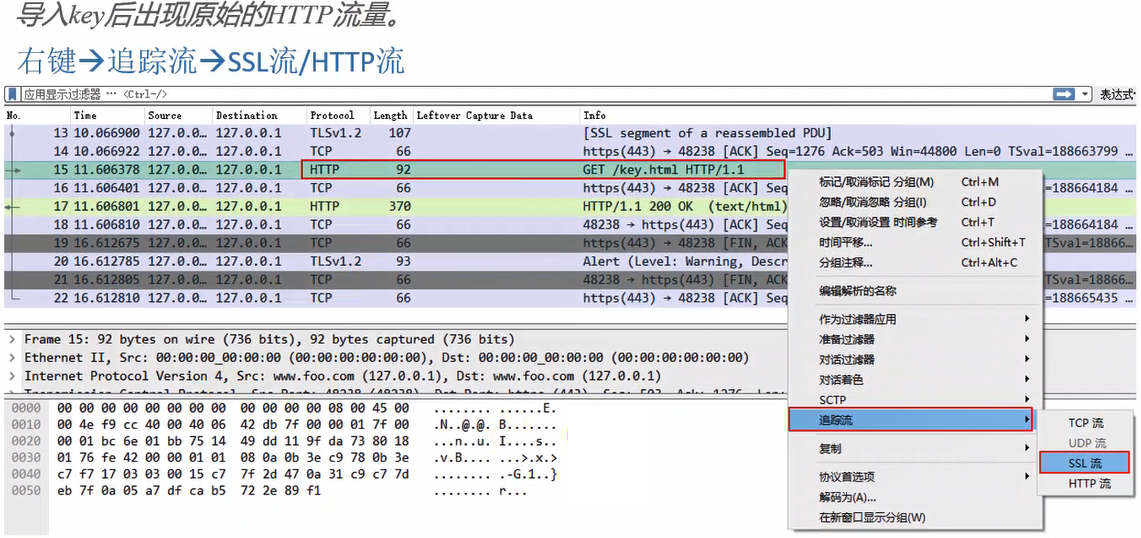 导入key后出现原始的HTTP流量。
右键→追踪流→SSL流/HTTP流
应用显示过滤器 … <Ctrl-/> 表达式…
No. Time Source Destination Protocol Length Leftover Capture Data Info
13 10.066900 127.0.0… 127.0.0.1 TLSv1.2 107 [SSL segment of a reassembled PDU]
14 10.066922 127.0.0… 127.0.0.1 TCP 66 https(443) → 48238 [ACK] Seq=1276 Ack=503 Win=44800 Len=0 TSval=188663799 …
15 11.606378 127.0.0… 127.0.0.1 HTTP 92 GET /key.html HTTP/1.1
16 11.606401 127.0.0… 127.0.0.1 TCP 66 https(443) → 48238 [ACK] Seq =188664184 …
17 11.606801 127.0.0… 127.0.0.1 HTTP 370 HTTP/1.1 200 OK (text/html)
18 11.606810 127.0.0… 127.0.0.1 TCP 66 48238 → https(443) [ACK] Seq =188664184 …
19 16.612675 127.0.0… 127.0.0.1 TCP 66 https(443) → 48238 [FIN, ACK TSval=18866…
20 16.612785 127.0.0… 127.0.0.1 TLSv1.2 93 Alert (Level: Warning, Descr
21 16.612801 127.0.0… 127.0.0.1 TCP 66 48238 → https(443) [FIN, ACK TSval=18866…
22 16.612810 127.0.0… 127.0.0.1 TCP 66 https(443) → 48238 [ACK] Seq =188665435 …
Frame 15: 92 bytes on wire (736 bits), 92 bytes captured (736 bits)
Ethernet II, Src: 00:00:00_00:00:00 (00:00:00:00:00:00), Dst: 00:00:00_00:00:00 (00:00:00:00:00:00)
Internet Protocol Version 4, Src: www.foo.com (127.0.0.1), Dst: www.foo.com (127.0.0.1)
0000 00 00 00 00 00 00 00 00 00 00 00 00 08 00 45 00 ........ ......E.
0010 00 4e f9 cc 40 00 40 06 42 db 7f 00 00 01 7f 00 .N..@.@. B.......
0020 00 01 bc 6e 01 bb 75 14 49 dd 11 9f da 73 80 18 ...n..u. I....s..
0030 01 76 fe 42 00 00 01 01 08 0a 0b 3e c9 78 0b 3e .v.B.... ...>.x.>
0040 c7 f7 17 03 03 00 15 c7 7f 2d 47 0a 31 c9 c7 7d ........ .-G.1..}
0050 eb 7f 0a 05 a7 df ca b5 72 2e 89 f1 ........ r...
标记/取消标记 分组(M) Ctrl+M
忽略/取消忽略 分组(I) Ctrl+D
设置/取消设置 时间参考 Ctrl+T
时间平移... Ctrl+Shift+T
分组注释... Ctrl+Alt+C
编辑解析的名称
作为过滤器应用
准备过滤器
对话过滤器
对话着色
SCTP
追踪流
复制
协议首选项
解码为(A)...
在新窗口显示分组(W)
TCP 流
UDP 流
SSL 流
HTTP 流